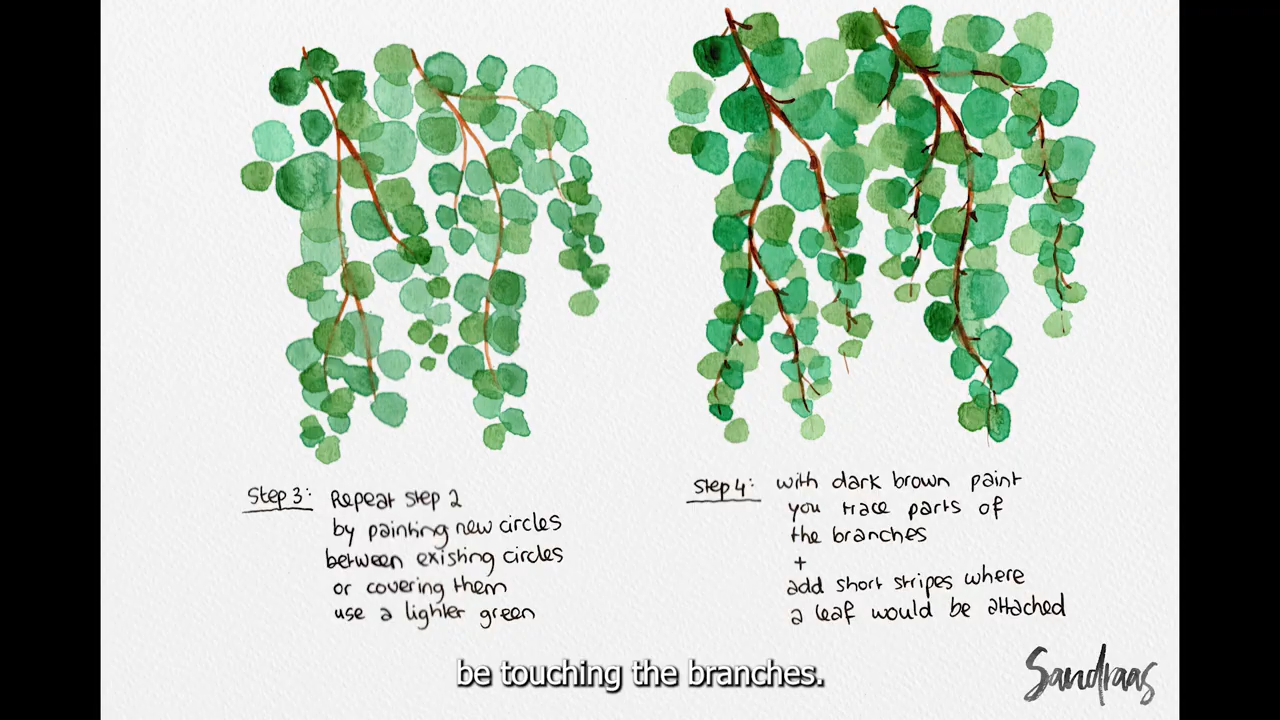 Step 3: Repeat step 2
by painting new circles
between existing circles
or covering them
use a lighter green
Step 4: with dark brown paint
you trace parts of
the branches
+
add short stripes where
a leaf would be attached
be touching the branches.
Sandraas